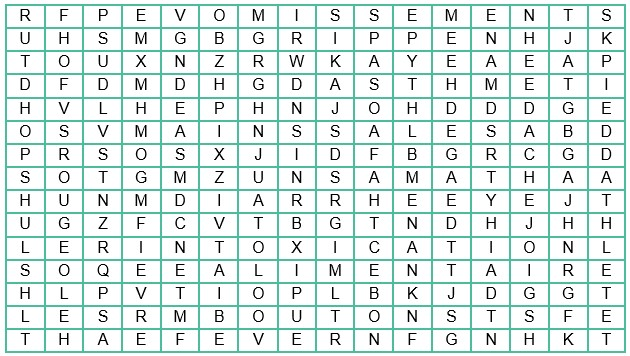 R F P E V O M I S S E M E N T S
U H S M G B G R I P P E N H J K
T O U X N Z R W K A Y E A E A P
D F D M D H G D A S T H M E T I
H V L H E P H N J O H D D D G E
O S V M A I N S S A L E S A B D
P R S O S X J I D F B G R C G D
S O T G M Z U N S A M A T H A A
H U N M D I A R R H E E Y E J T
U G Z F C V T B G T N D H J H H
L E R I N T O X I C A T I O N L
S O Q E E A L I M E N T A I R E
H L P V T I O P L B K J D G G T
L E S R M B O U T O N S T S F E
T H A E F E V E R N F G N H K T